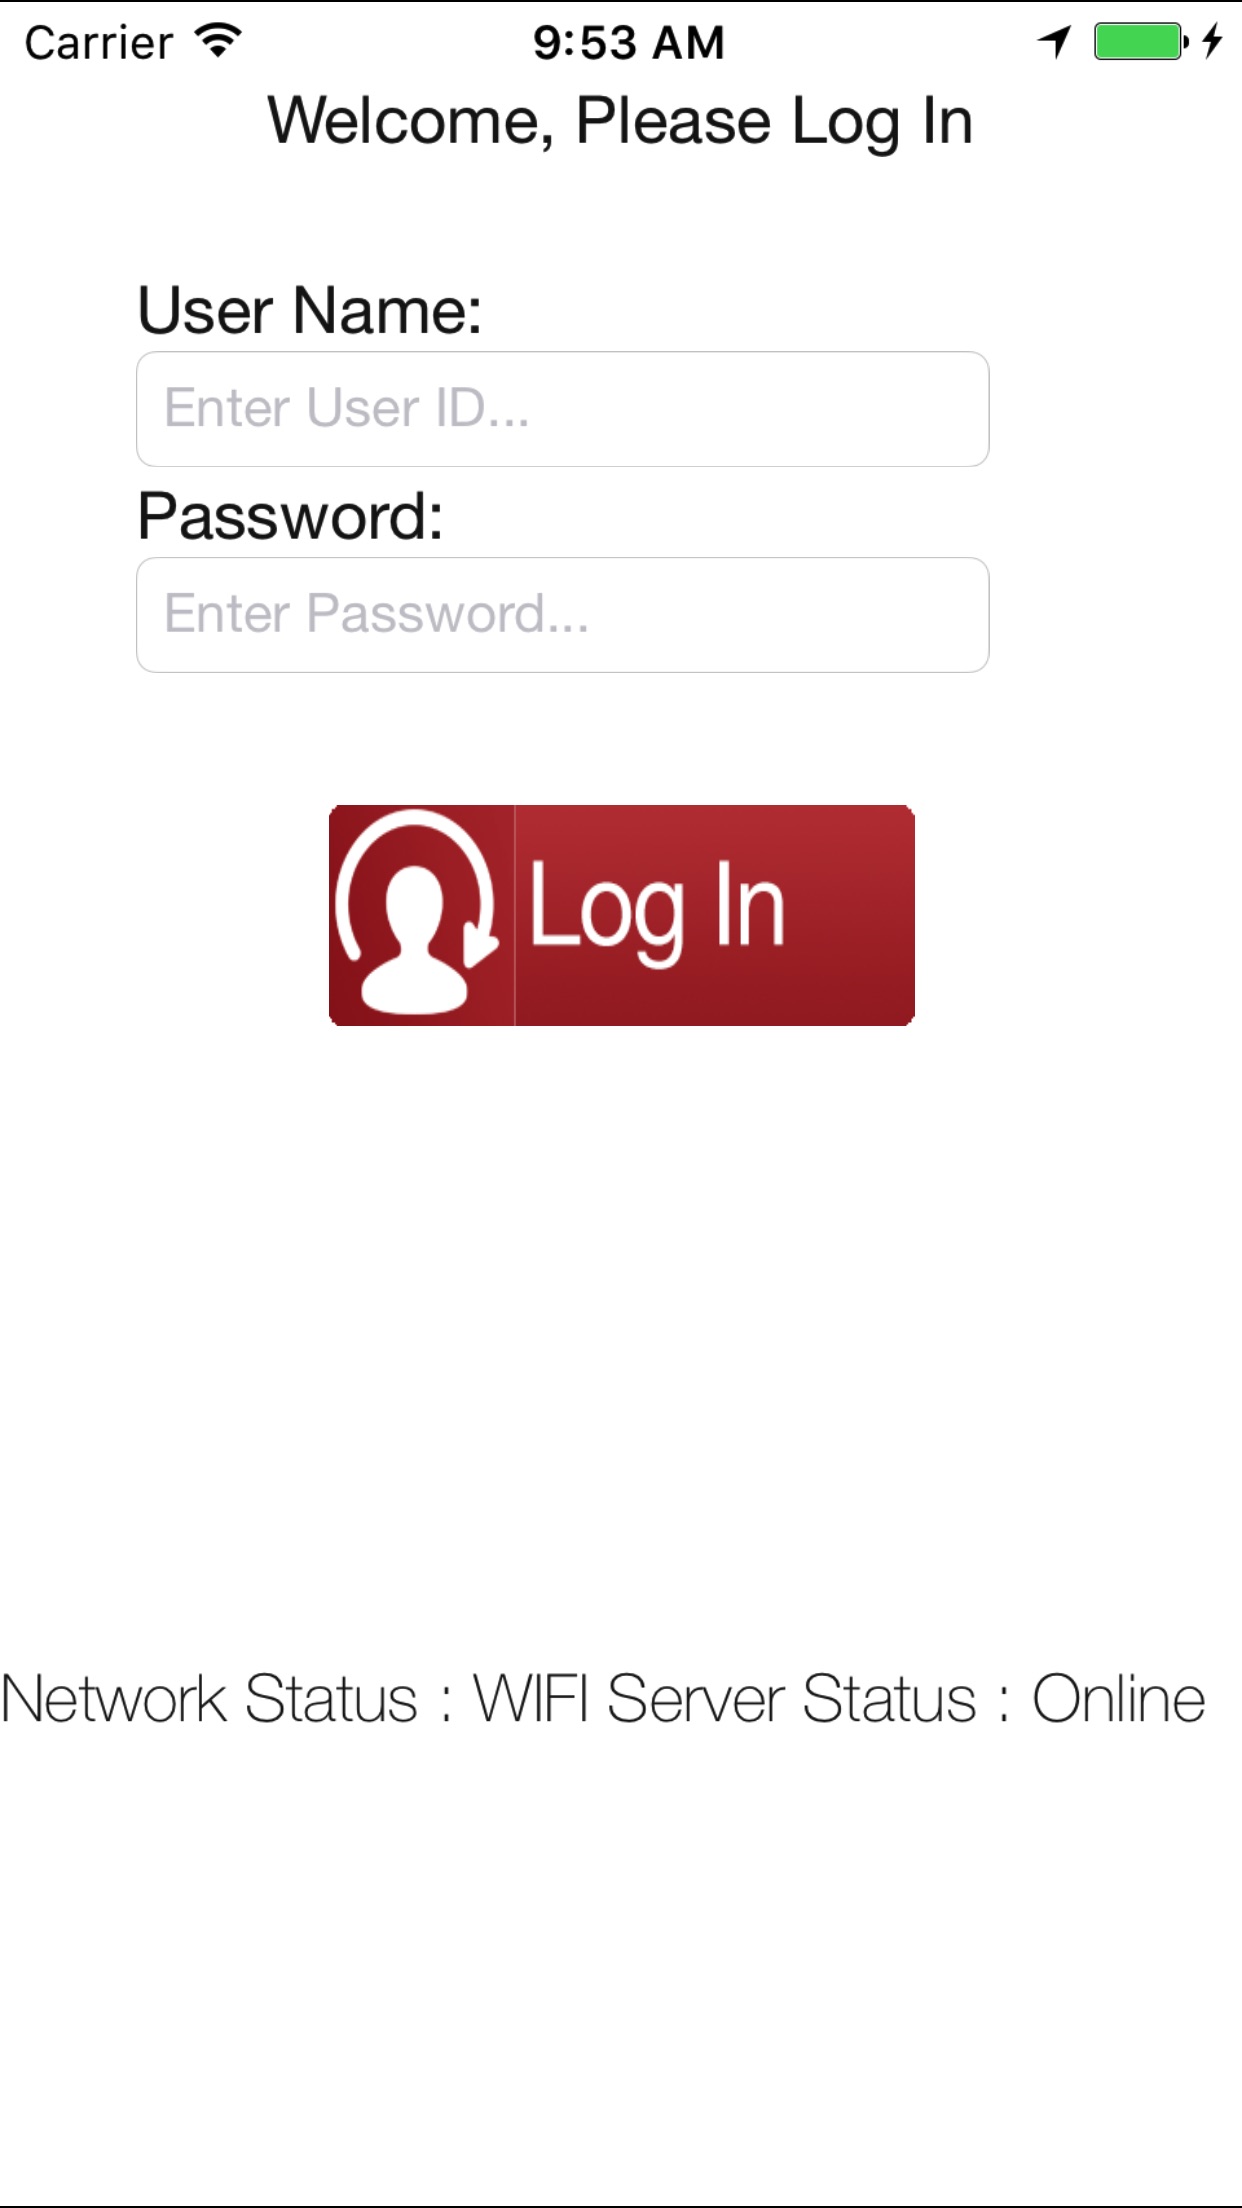 Carrier 9:53 AM
Welcome, Please Log In
User Name:
Enter User ID...
Password:
Enter Password...
Log In
Network Status : WIFI Server Status : Online